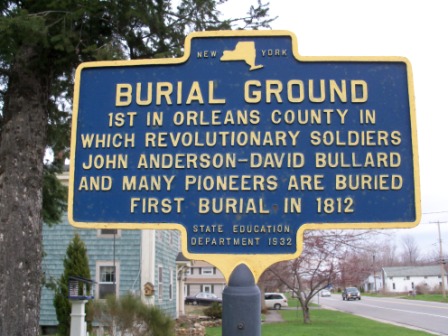 NEW YORK
BURIAL GROUND
1ST IN ORLEANS COUNTY IN
WHICH REVOLUTIONARY SOLDIERS
JOHN ANDERSON-DAVID BULLARD
AND MANY PIONEERS ARE BURIED
FIRST BURIAL IN 1812
STATE EDUCATION
DEPARTMENT 1932